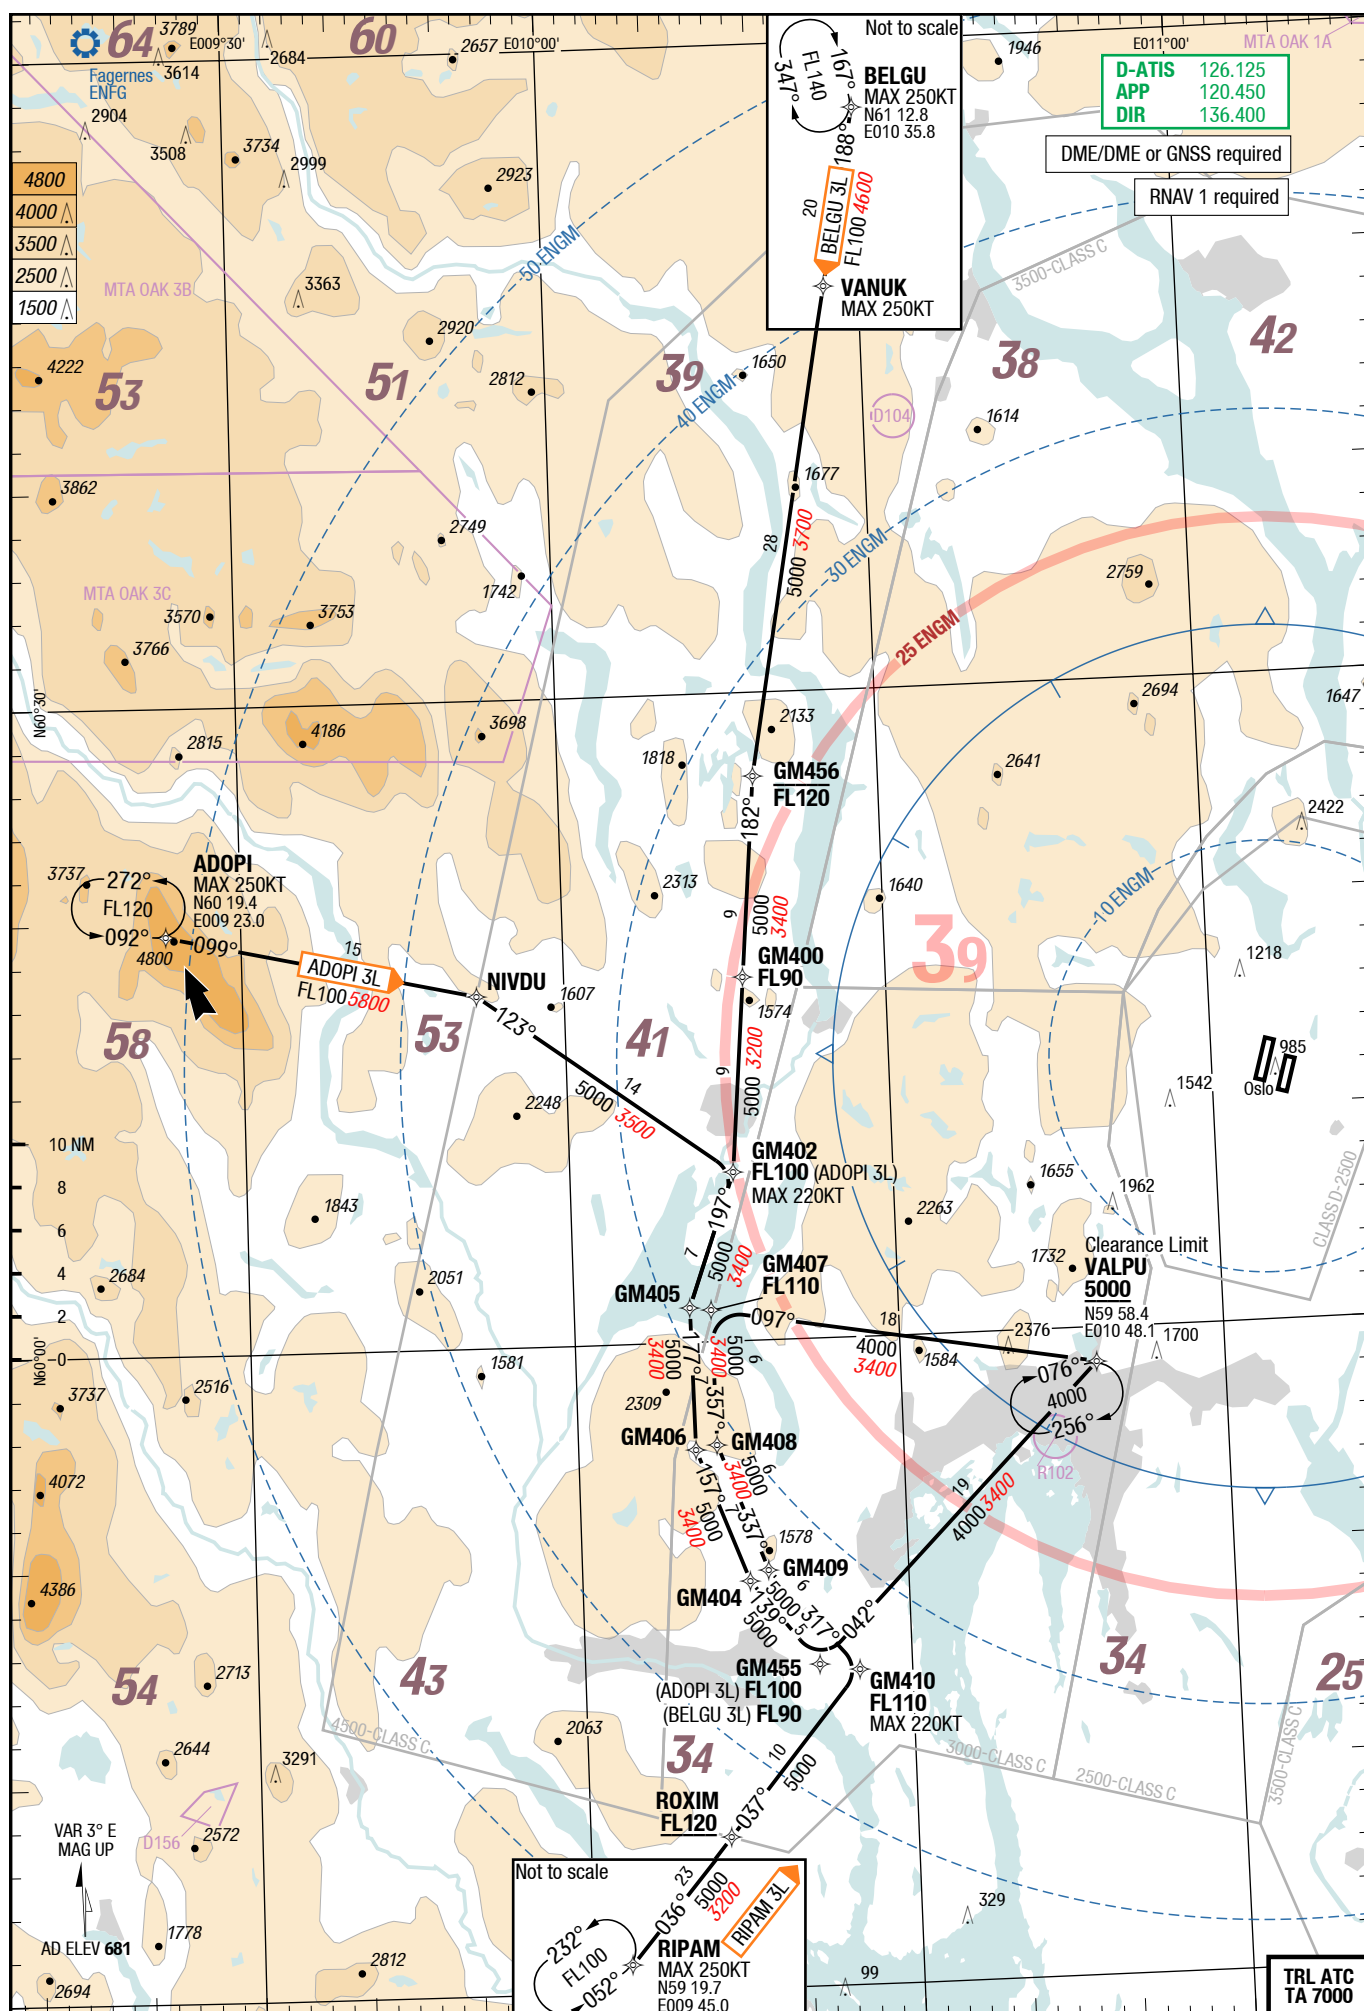 64
3789
E009°30'
60
2684
2657
E010°00'
Fagernes
ENFG
3614
2904
3508
3734
2999
2923
4800
4000
3500
2500
1500
MTA OAK 3B
3363
2920
50 ENGM
4222
53
51
2812
39
1650
40 ENGM
Not to scale
167°
FL140
347°
BELGU
MAX 250KT
N61 12.8
E010 35.8
188°
20
BELGU 3L
FL100 4600
VANUK
MAX 250KT
1946
E011°00'
MTA OAK 1A
D-ATIS 126.125
APP 120.450
DIR 136.400
DME/DME or GNSS required
RNAV 1 required
3500-CLASS C
42
38
D104
1614
3862
2749
1677
28
5000 3700
30 ENGM
MTA OAK 3C
1742
3570
3753
3766
2759
25 ENGM
N60°30'
2815
4186
3698
1818
2133
2694
1647
2641
GM456
FL120
182°
2422
3737
272°
FL120
092°
ADOPI
MAX 250KT
N60 19.4
E009 23.0
4800
099°
15
ADOPI 3L
FL100 5800
NIVDU
2313
9
5000
3400
1640
10 ENGM
39
GM400
FL90
1574
1218
58
53
123°
1607
41
9
5000 3200
985
Oslo
1542
14
5000 3500
2248
10 NM
8
6
4
2
0
GM402
FL100 (ADOPI 3L)
MAX 220KT
1655
1962
CLASS D-2500
1843
197°
7
5000
3400
2263
2684
2051
GM405
GM407
FL110
1732
Clearance Limit
VALPU
5000
N59 58.4
E010 48.1
1700
N60°00'
097°
18
4000
3400
2376
1584
3737
2516
1581
5000
3400
177°
7
5000
3400
6
357°
2309
076°
4000
256°
R102
GM406
GM408
4072
157°
7
5000
3400
6
5000
3400
337°
1578
19
4000 3400
4386
GM409
GM404
139°
5
5000
6
5000
317°
042°
54
2713
43
GM455
(ADOPI 3L) FL100
(BELGU 3L) FL90
GM410
FL110
MAX 220KT
34
25
4500-CLASS C
2063
34
3000-CLASS C
2500-CLASS C
3500-CLASS C
2644
3291
10
5000
ROXIM
FL120
037°
D156
2572
VAR 3° E
MAG UP
AD ELEV 681
1778
2812
2694
Not to scale
23
5000
3200
036°
RIPAM 3L
232°
FL100
052°
RIPAM
MAX 250KT
N59 19.7
E009 45.0
329
99
TRL ATC
TA 7000